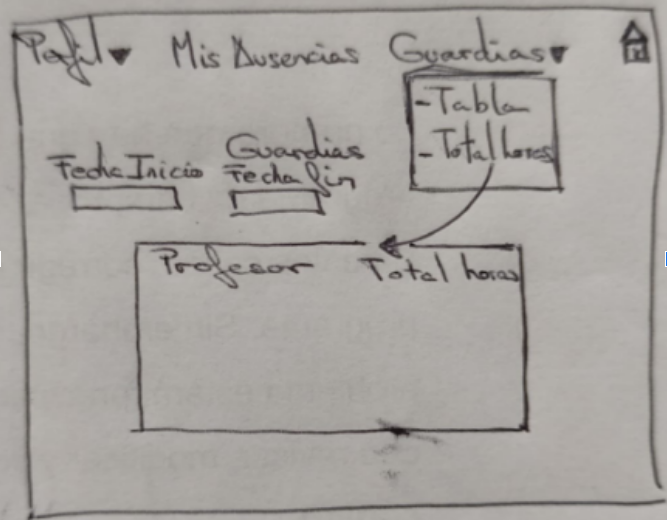 Perfil▼ Mis Ausencias Guardias▼
- Tabla
- Total horas
Guardias
Fecha Inicio Fecha fin
Profesor Total horas